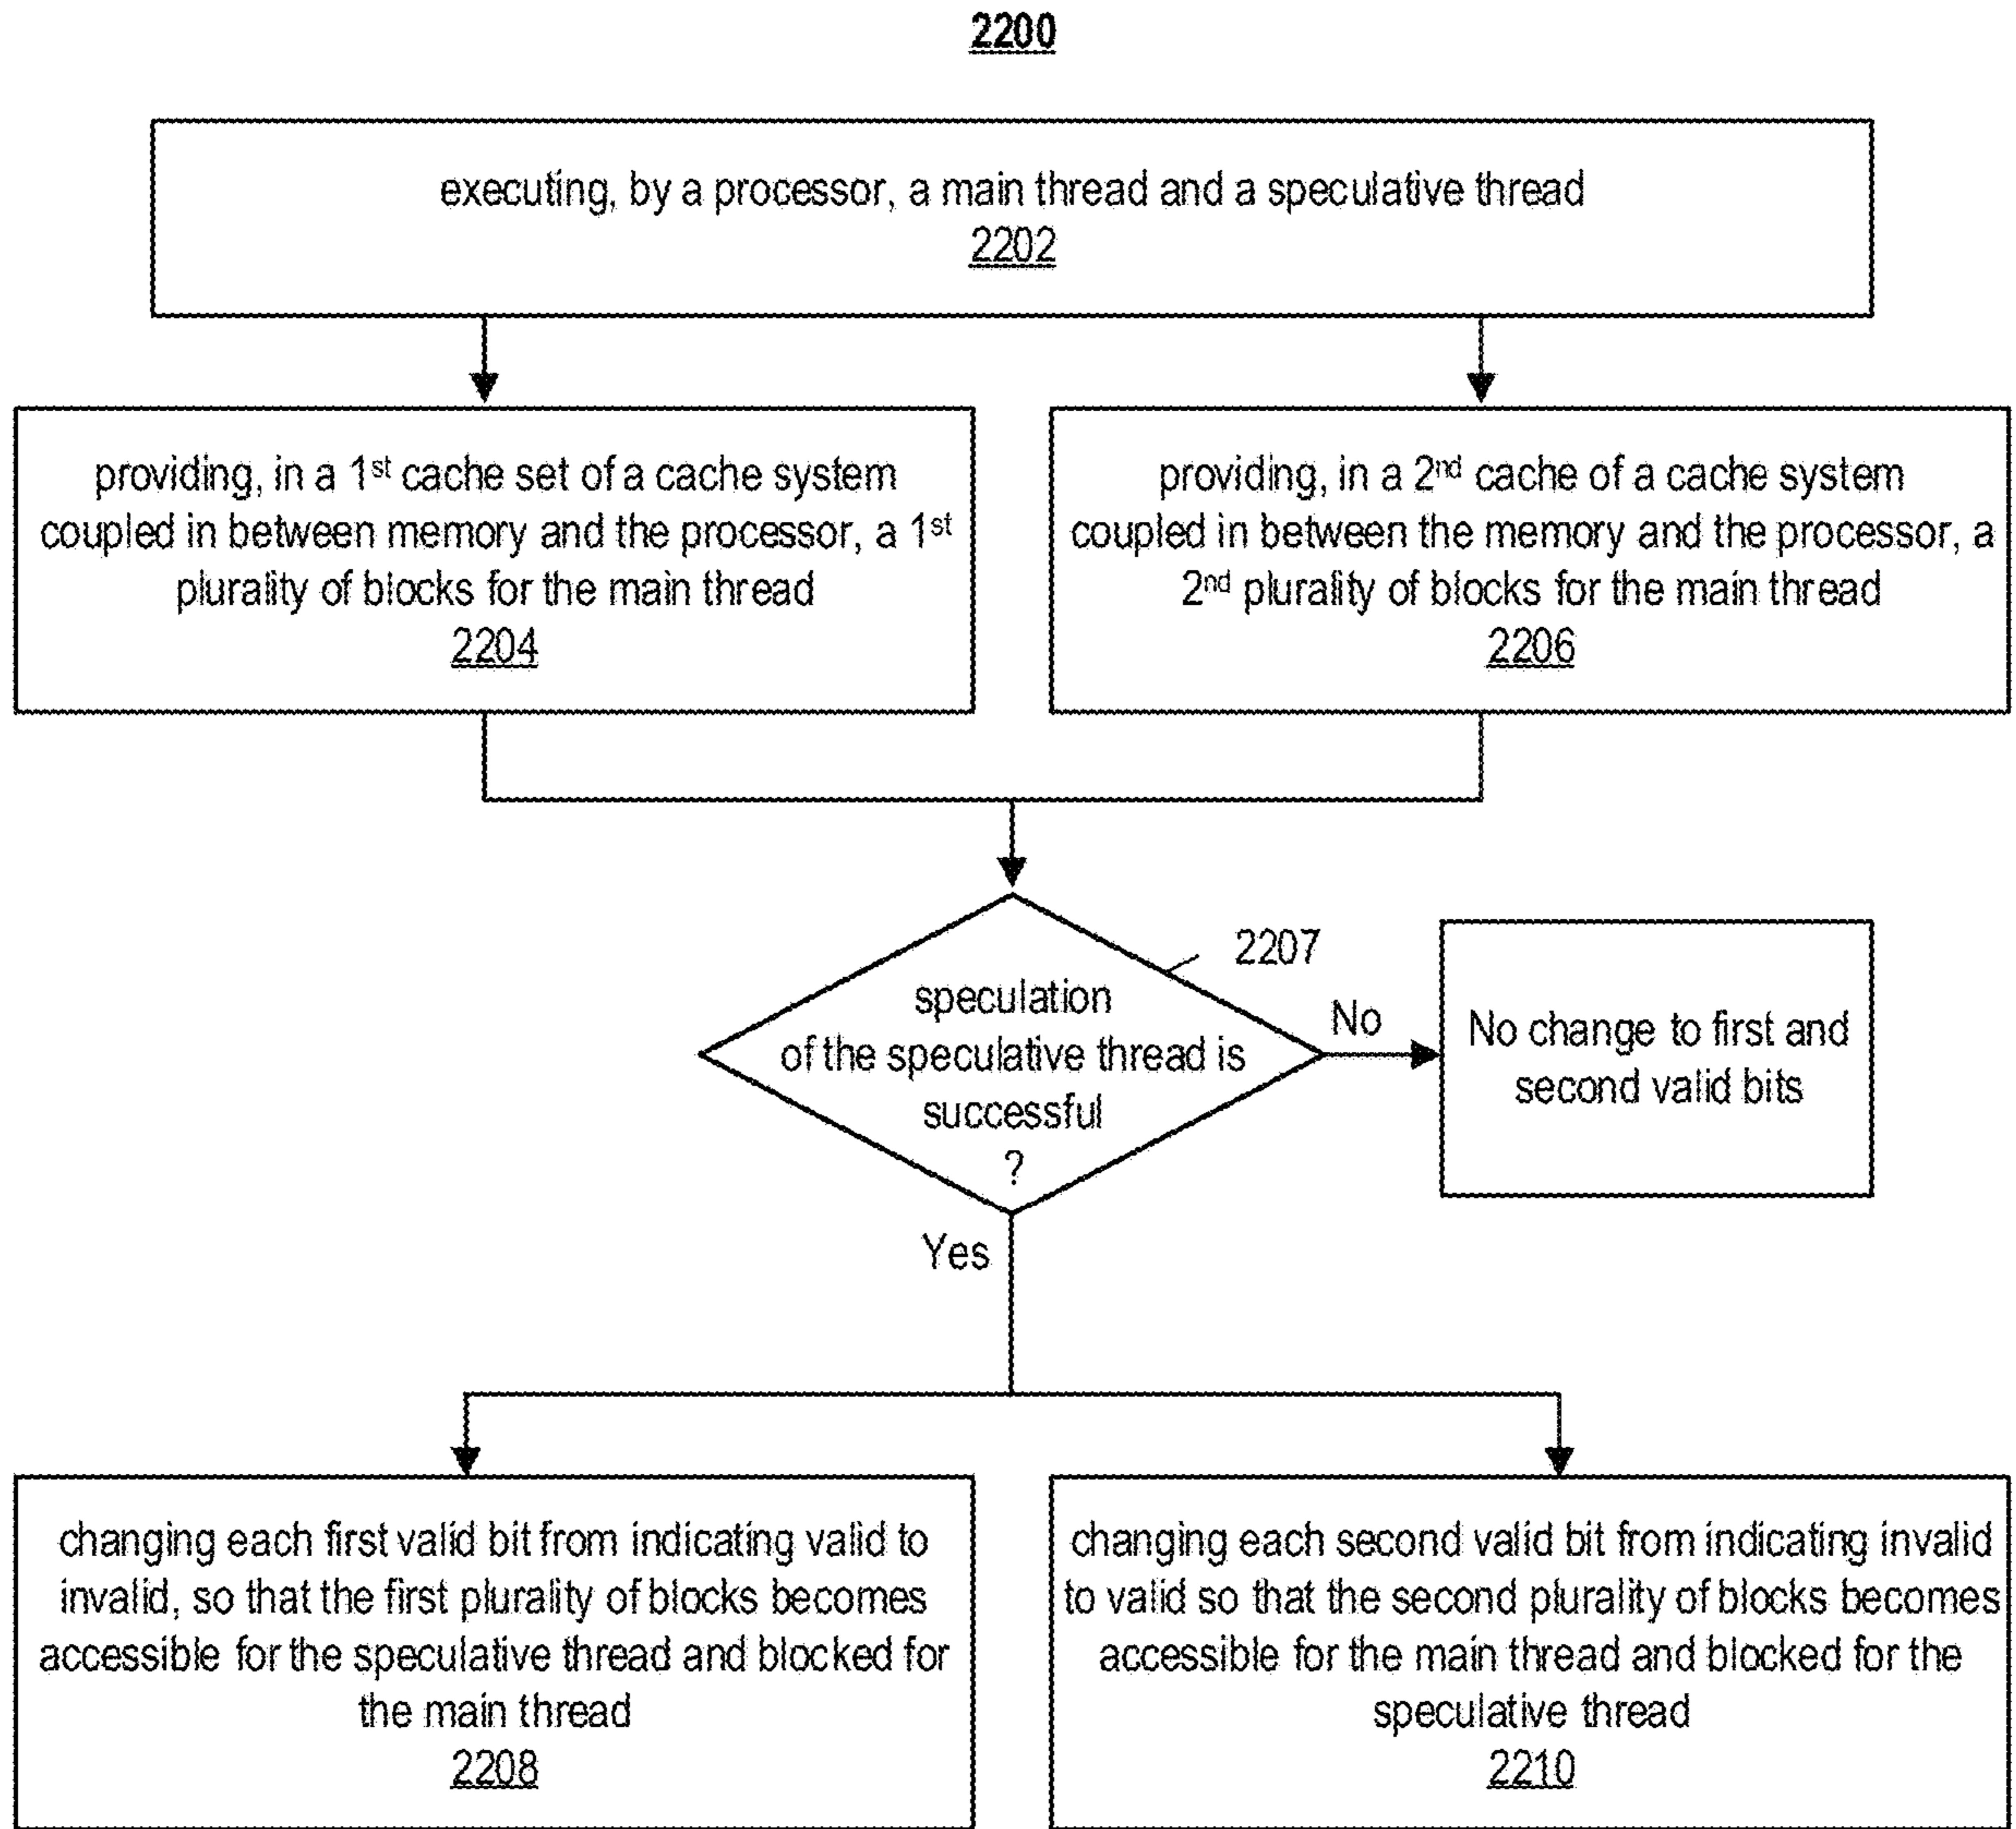 2200
executing, by a processor, a main thread and a speculative thread
2202
providing, in a 1st cache set of a cache system
coupled in between memory and the processor, a 1st
plurality of blocks for the main thread
2204
providing, in a 2nd cache of a cache system
coupled in between the memory and the processor, a
2nd plurality of blocks for the main thread
2206
2207
speculation
of the speculative thread is
successful
?
No
No change to first and
second valid bits
Yes
changing each first valid bit from indicating valid to
invalid, so that the first plurality of blocks becomes
accessible for the speculative thread and blocked for
the main thread
2208
changing each second valid bit from indicating invalid
to valid so that the second plurality of blocks becomes
accessible for the main thread and blocked for the
speculative thread
2210